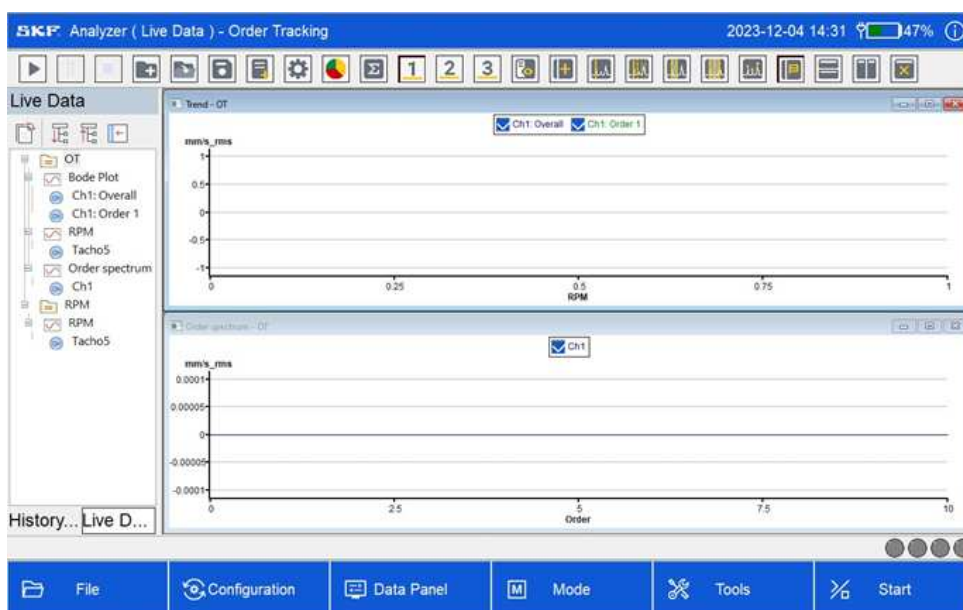 SKF Analyzer ( Live Data ) - Order Tracking 2023-12-04 14:31 47%
1 2 3
Live Data
OT
Bode Plot
Ch1: Overall
Ch1: Order 1
RPM
Tacho5
Order spectrum
Ch1
RPM
RPM
Tacho5
History... Live D...
Trend - OT
Ch1: Overall Ch1: Order 1
mm/s_rms
1
0.5
0
-0.5
-1
0 0.25 0.5 0.75 1
RPM
Order spectrum - OT
Ch1
mm/s_rms
0.0001
0.00005
0
-0.00005
-0.0001
0 2.5 5 7.5 10
Order
File Configuration Data Panel M Mode Tools Start